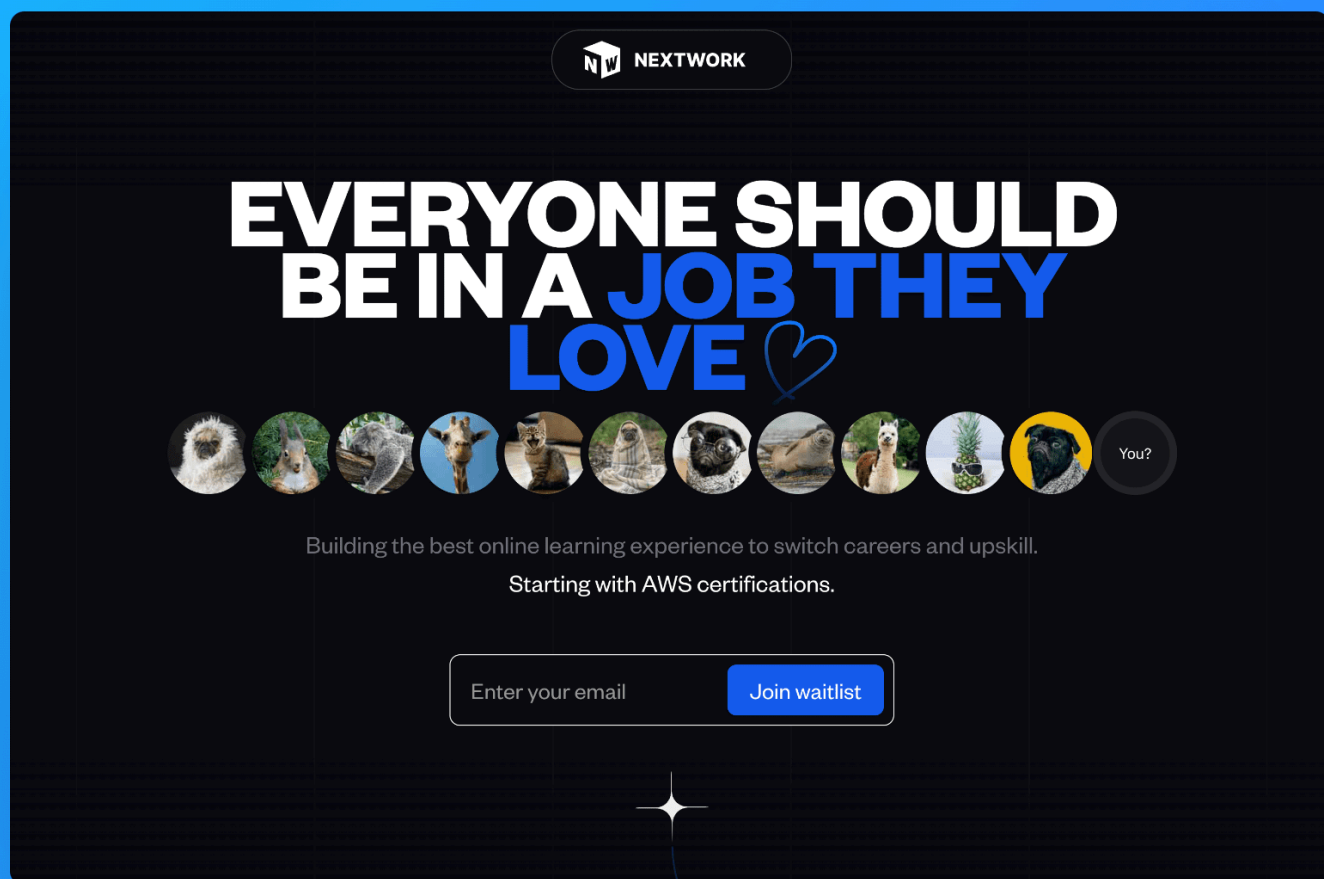 NW NEXTWORK
EVERYONE SHOULD
BE IN A JOB THEY
LOVE
You?
Building the best online learning experience to switch careers and upskill.
Starting with AWS certifications.
Enter your email Join waitlist